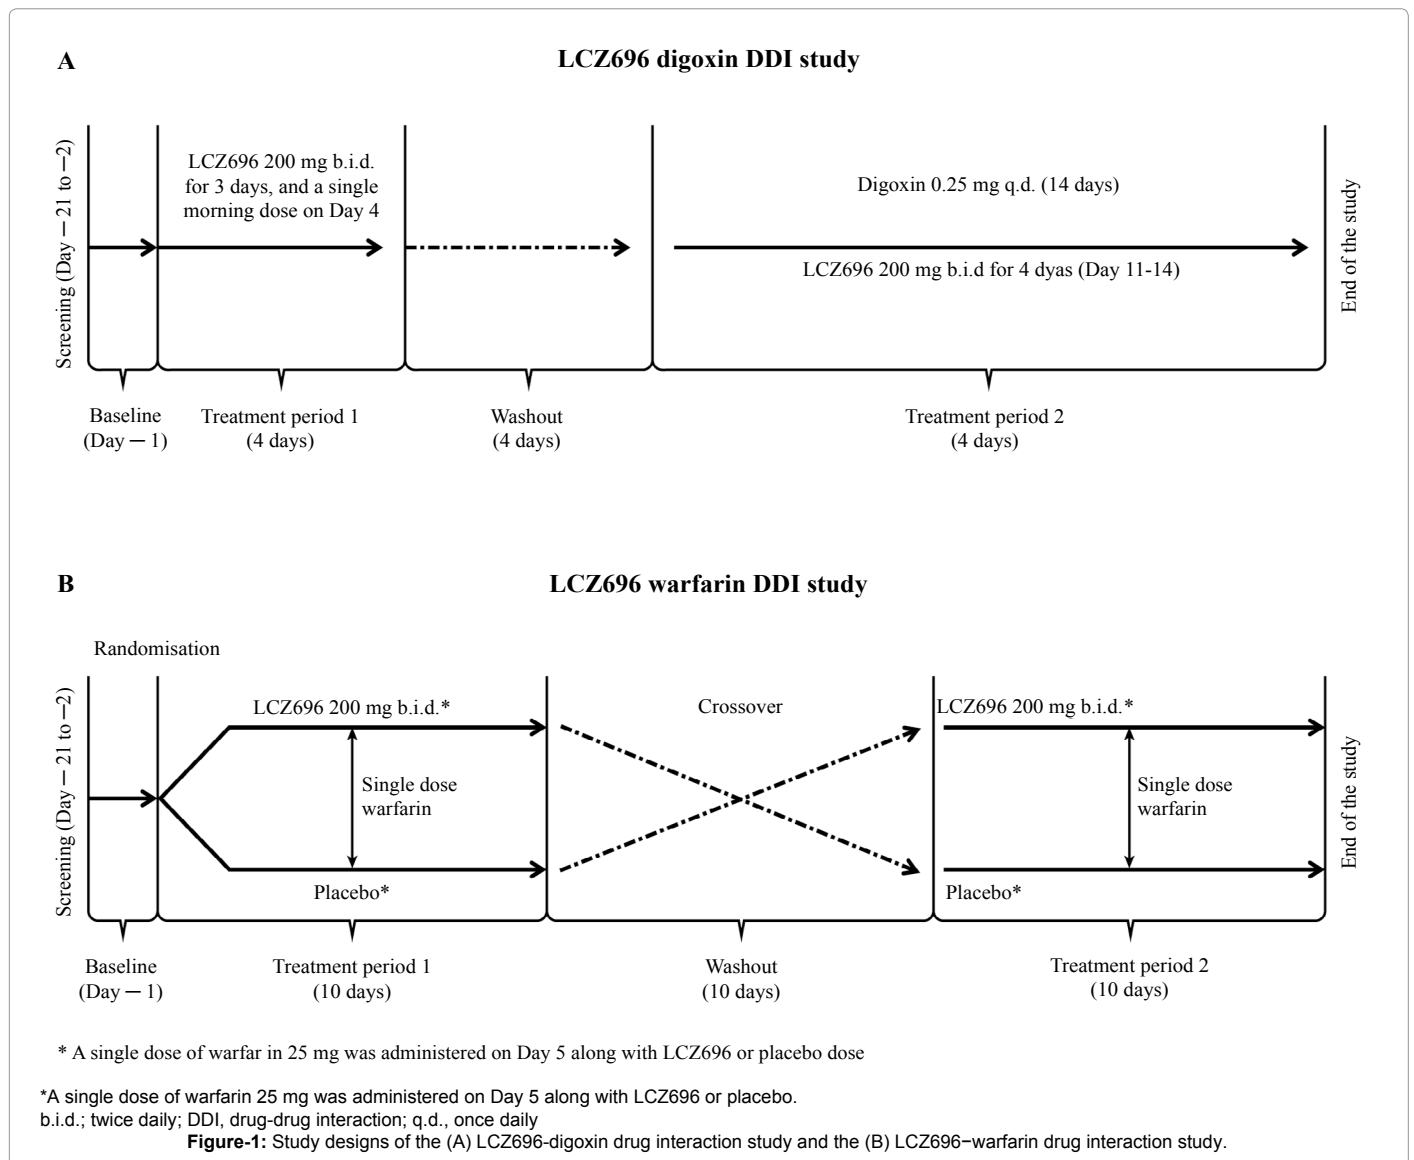 A
LCZ696 digoxin DDI study
Screening (Day – 21 to –2)
LCZ696 200 mg b.i.d.
for 3 days, and a single
morning dose on Day 4
Digoxin 0.25 mg q.d. (14 days)
LCZ696 200 mg b.i.d for 4 dyas (Day 11-14)
End of the study
Baseline
(Day – 1)
Treatment period 1
(4 days)
Washout
(4 days)
Treatment period 2
(4 days)
B
LCZ696 warfarin DDI study
Randomisation
Screening (Day – 21 to –2)
LCZ696 200 mg b.i.d.*
Single dose
warfarin
Placebo*
Crossover
LCZ696 200 mg b.i.d.*
Single dose
warfarin
Placebo*
End of the study
Baseline
(Day – 1)
Treatment period 1
(10 days)
Washout
(10 days)
Treatment period 2
(10 days)
* A single dose of warfar in 25 mg was administered on Day 5 along with LCZ696 or placebo dose
*A single dose of warfarin 25 mg was administered on Day 5 along with LCZ696 or placebo.
b.i.d.; twice daily; DDI, drug-drug interaction; q.d., once daily
Figure-1: Study designs of the (A) LCZ696-digoxin drug interaction study and the (B) LCZ696−warfarin drug interaction study.